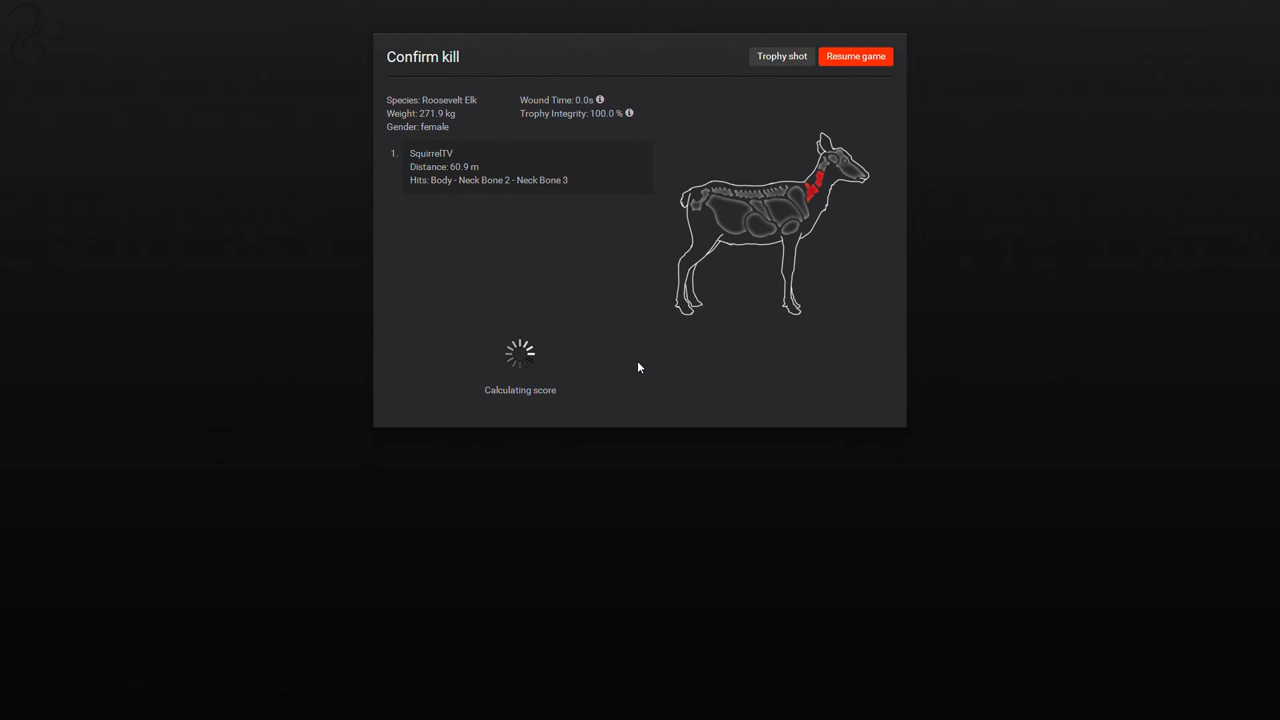 Confirm kill
Trophy shot
Resume game
Species: Roosevelt Elk
Weight: 271.9 kg
Gender: female
Wound Time: 0.0s
Trophy Integrity: 100.0 %
1.
SquirrelTV
Distance: 60.9 m
Hits: Body - Neck Bone 2 - Neck Bone 3
Calculating score